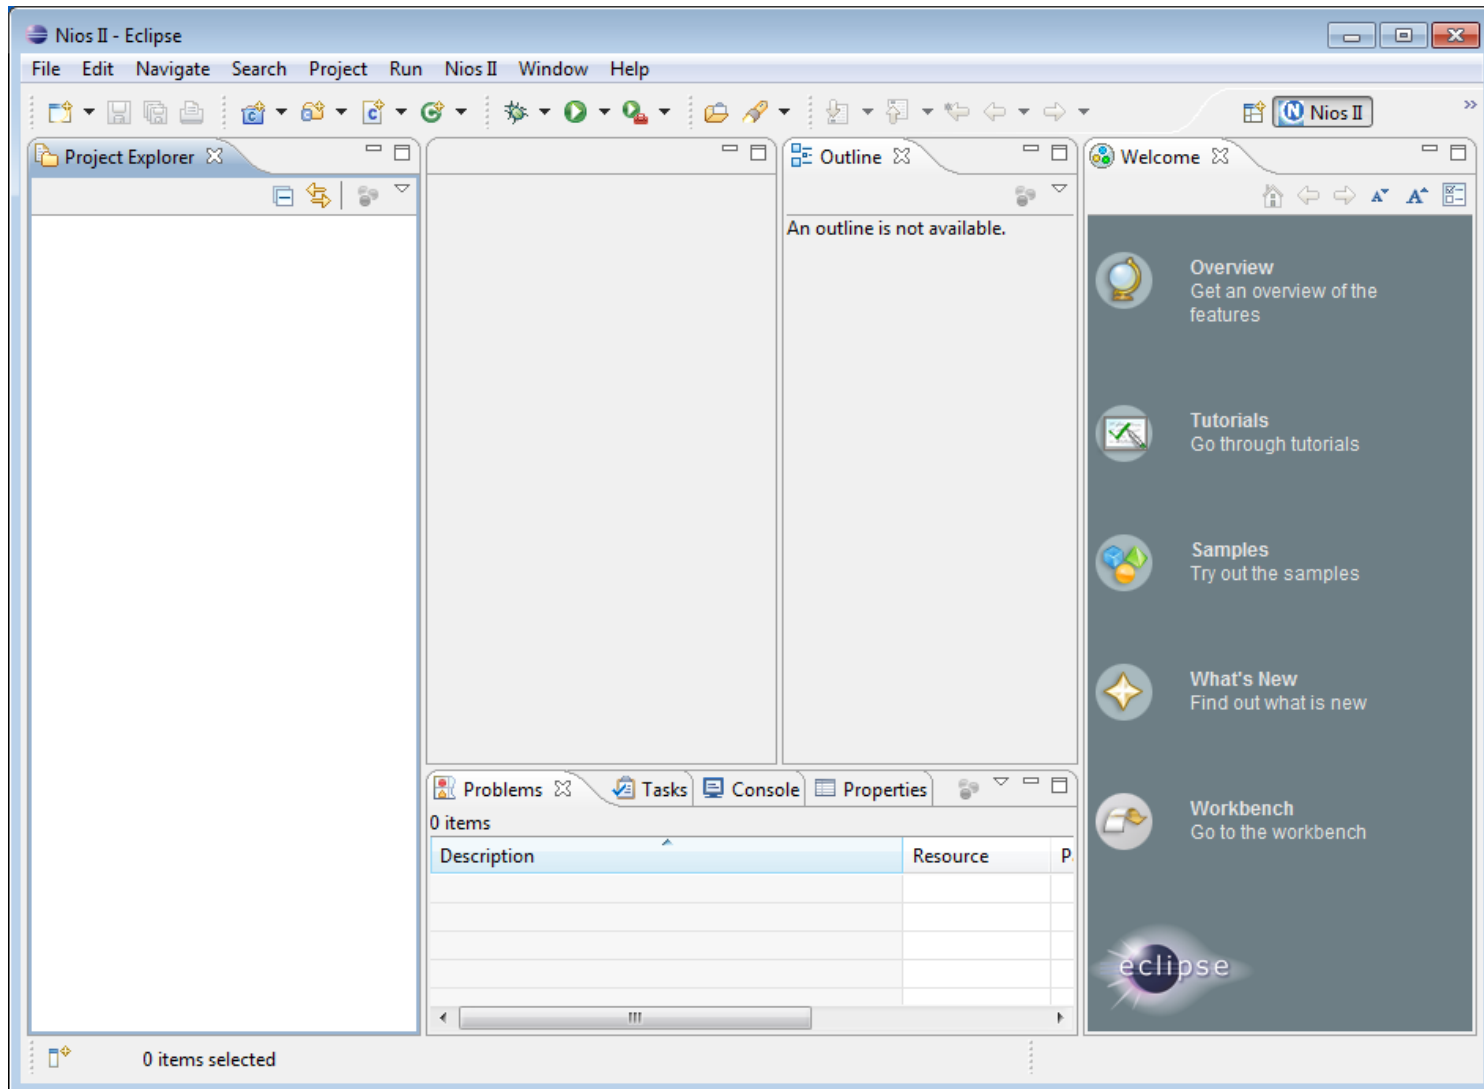 Nios II - Eclipse
File Edit Navigate Search Project Run Nios II Window Help
Nios II
Project Explorer
Outline
Welcome
An outline is not available.
Overview
Get an overview of the
features
Tutorials
Go through tutorials
Samples
Try out the samples
What's New
Find out what is new
Workbench
Go to the workbench
eclipse
Problems Tasks Console Properties
0 items
Description Resource P
0 items selected